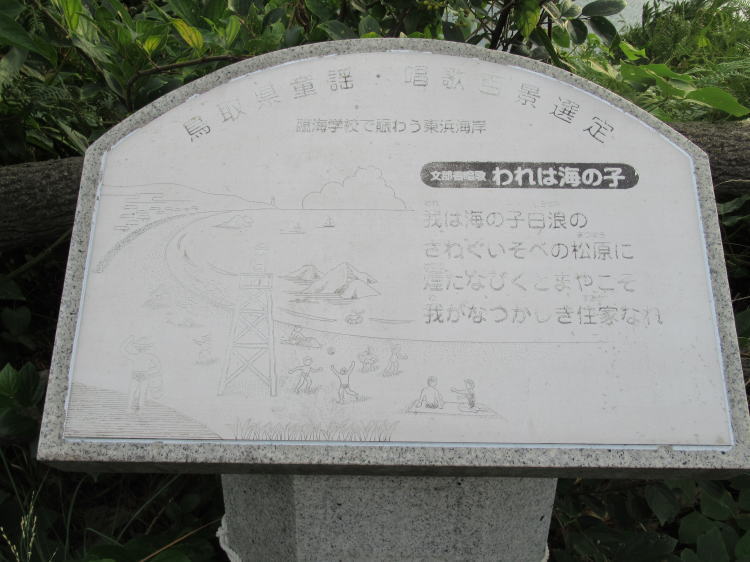 鳥取県童謡・唱歌百景選定
臨海学校で賑わう東浜海岸
文部省唱歌 われは海の子
我は海の子白浪の
さわぐいそべの松原に
煙たなびくとまやこそ
我がなつかしき住家なれ